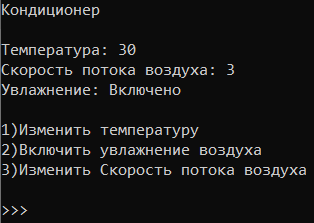 Кондиционер
Температура: 30
Скорость потока воздуха: 3
Увлажнение: Включено
1)Изменить температуру
2)Включить увлажнение воздуха
3)Изменить Скорость потока воздуха
>>>